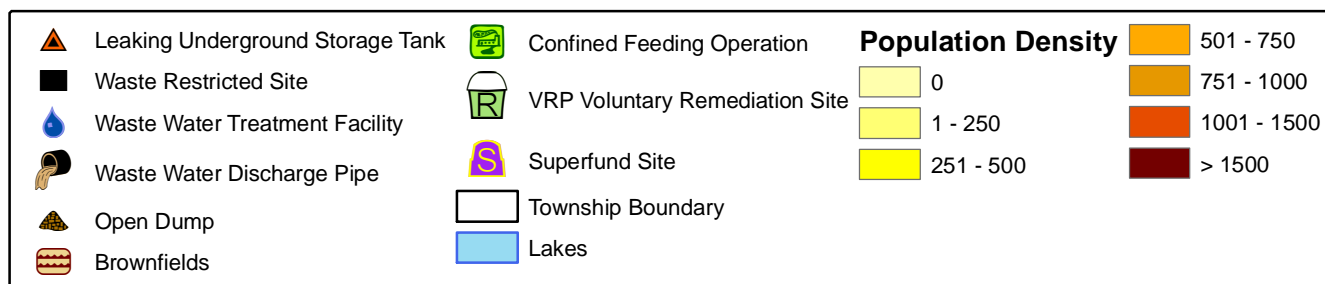 Leaking Underground Storage Tank
Waste Restricted Site
Waste Water Treatment Facility
Waste Water Discharge Pipe
Open Dump
Brownfields
Confined Feeding Operation
R
VRP Voluntary Remediation Site
S
Superfund Site
Township Boundary
Lakes
Population Density
0
1 - 250
251 - 500
501 - 750
751 - 1000
1001 - 1500
> 1500